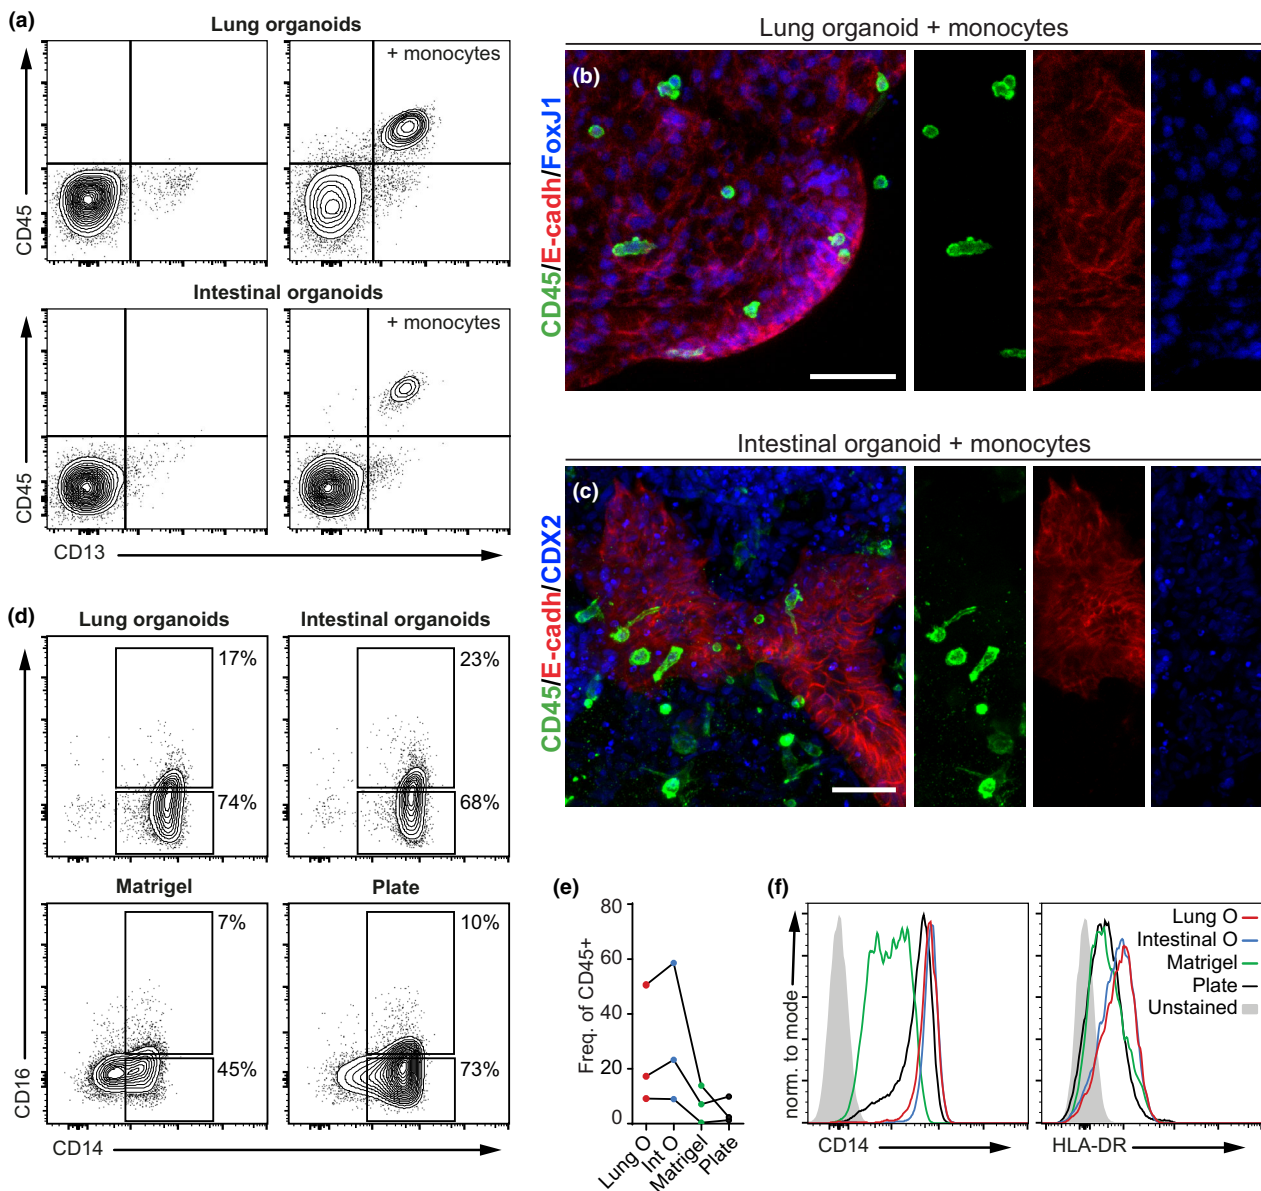 (a)
Lung organoids
+ monocytes
CD45
Intestinal organoids
+ monocytes
CD45
CD13
Lung organoid + monocytes
(b)
CD45/E-cadh/FoxJ1
Intestinal organoid + monocytes
(c)
CD45/E-cadh/CDX2
(d)
Lung organoids
Intestinal organoids
17%
74%
23%
68%
Matrigel
Plate
7%
45%
10%
73%
CD16
CD14
(e)
Freq. of CD45+
80
60
40
20
0
Lung O
Int O
Matrigel
Plate
(f)
norm. to mode
CD14
HLA-DR
Lung O
Intestinal O
Matrigel
Plate
Unstained